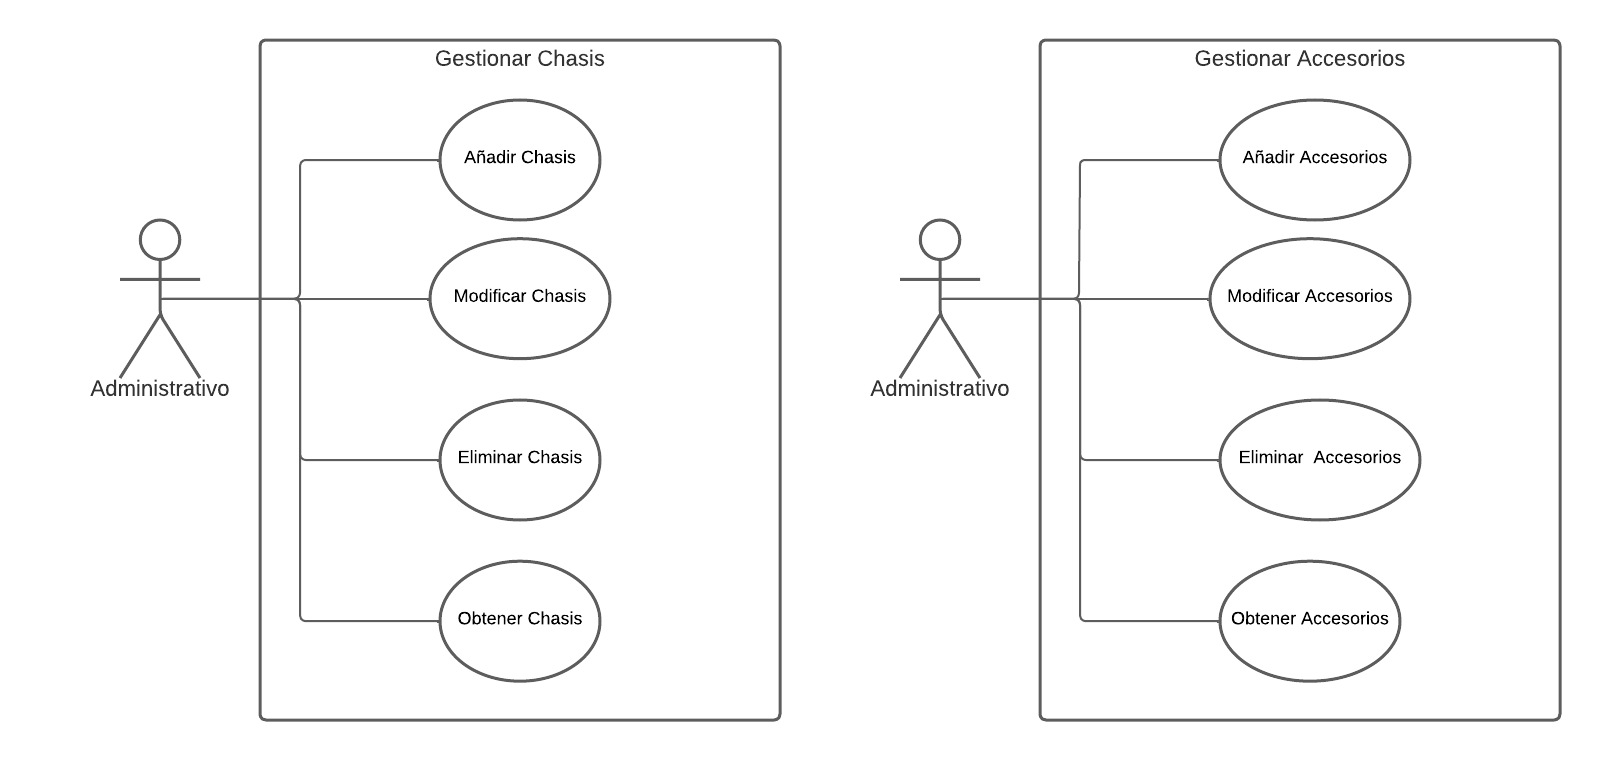 Gestionar Chasis
Añadir Chasis
Modificar Chasis
Administrativo
Eliminar Chasis
Obtener Chasis
Gestionar Accesorios
Añadir Accesorios
Modificar Accesorios
Administrativo
Eliminar  Accesorios
Obtener Accesorios